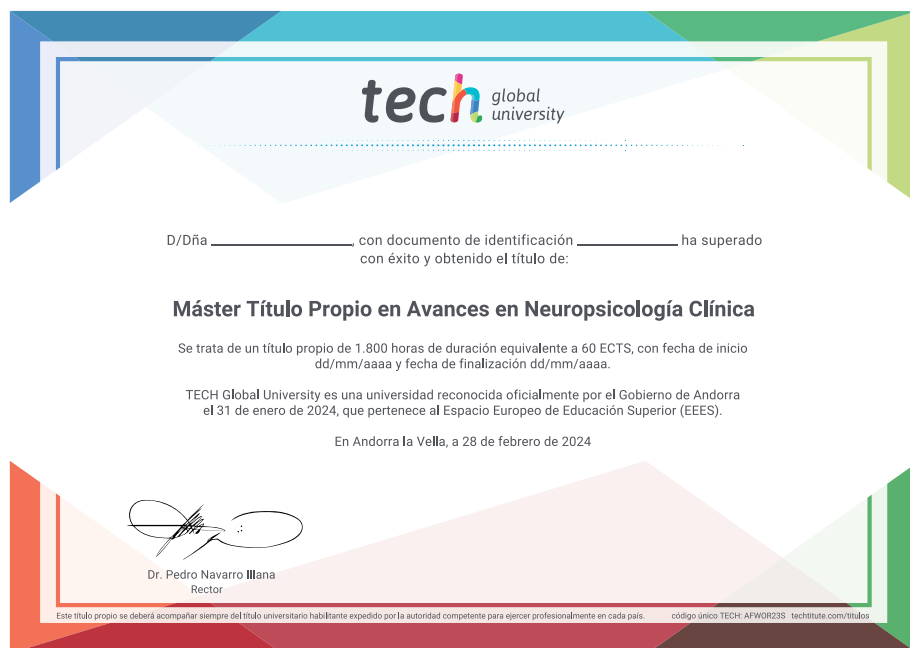 tech global university
D/Dña ________________, con documento de identificación ______________ ha superado
con éxito y obtenido el título de:
Máster Título Propio en Avances en Neuropsicología Clínica
Se trata de un título propio de 1.800 horas de duración equivalente a 60 ECTS, con fecha de inicio
dd/mm/aaaa y fecha de finalización dd/mm/aaaa.
TECH Global University es una universidad reconocida oficialmente por el Gobierno de Andorra
el 31 de enero de 2024, que pertenece al Espacio Europeo de Educación Superior (EEES).
En Andorra la Vella, a 28 de febrero de 2024
Dr. Pedro Navarro Illana
Rector
Este título propio se deberá acompañar siempre del título universitario habilitante expedido por la autoridad competente para ejercer profesionalmente en cada país. código único TECH: AFWOR23S techtitute.com/titulos